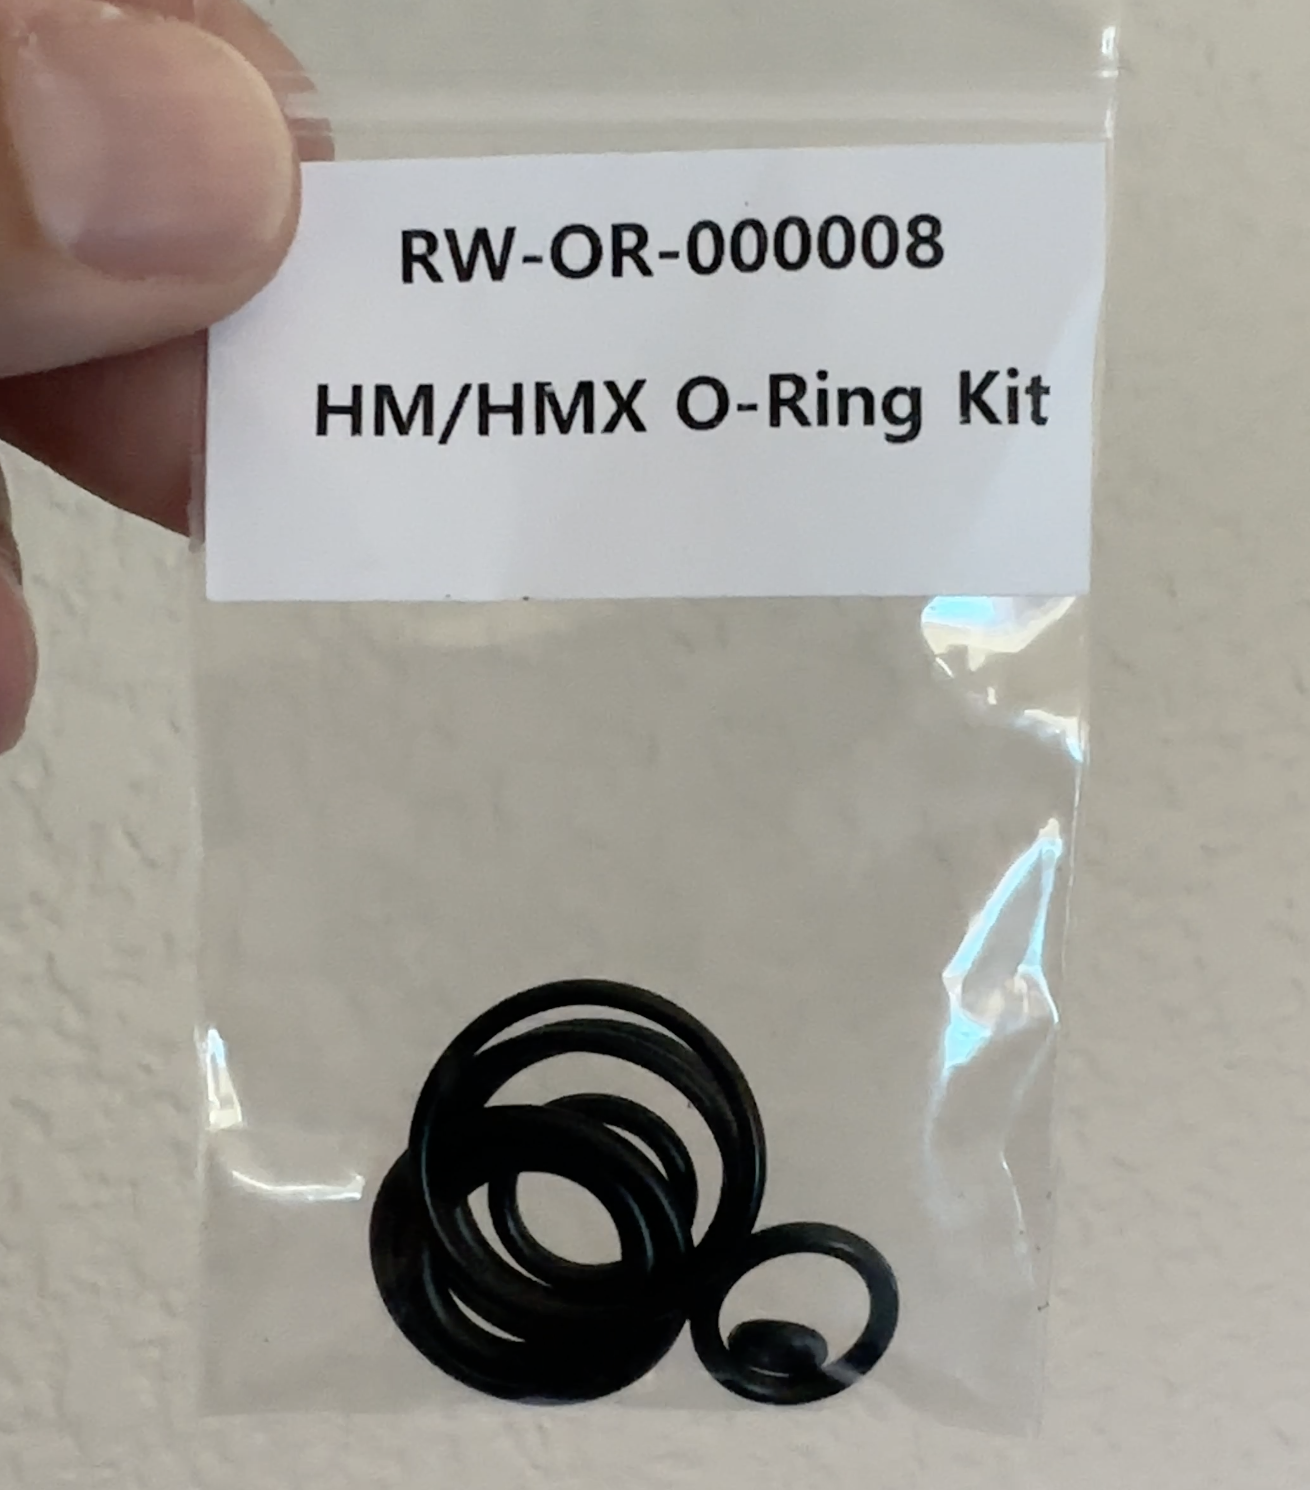 RW-OR-000008
HM/HMX O-Ring Kit